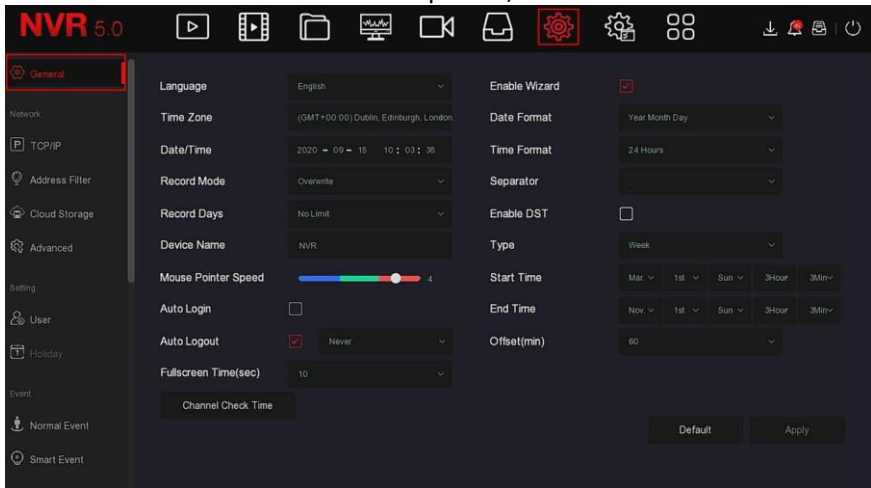 NVR 5.0
General
Network
TCP/IP
Address Filter
Cloud Storage
Advanced
Setting
User
Holiday
Event
Normal Event
Smart Event
Language English
Time Zone (GMT+00:00) Dublin, Edinburgh, London
Date/Time 2020 - 09 - 15 10 : 03 : 36
Record Mode Overwrite
Record Days No Limit
Device Name NVR
Mouse Pointer Speed 4
Auto Login
Auto Logout Never
Fullscreen Time(sec) 10
Channel Check Time
Enable Wizard
Date Format Year Month Day
Time Format 24 Hours
Separator
Enable DST
Type Week
Start Time Mar. 1st Sun 3Hour 3Min
End Time Nov. 1st Sun 3Hour 3Min
Offset(min) 60
Default Apply